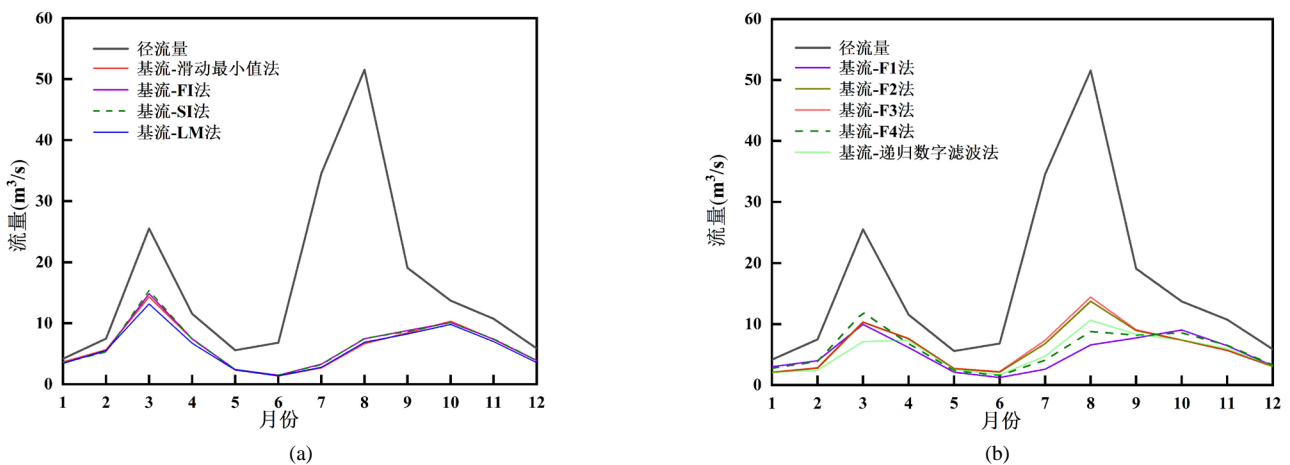 60
50
40
30
20
10
0
流量(m³/s)
径流量
基流-滑动最小值法
基流-FI法
基流-SI法
基流-LM法
1 2 3 4 5 6 7 8 9 10 11 12
月份
(a)
60
50
40
30
20
10
0
流量(m³/s)
径流量
基流-F1法
基流-F2法
基流-F3法
基流-F4法
基流-递归数字滤波法
1 2 3 4 5 6 7 8 9 10 11 12
月份
(b)